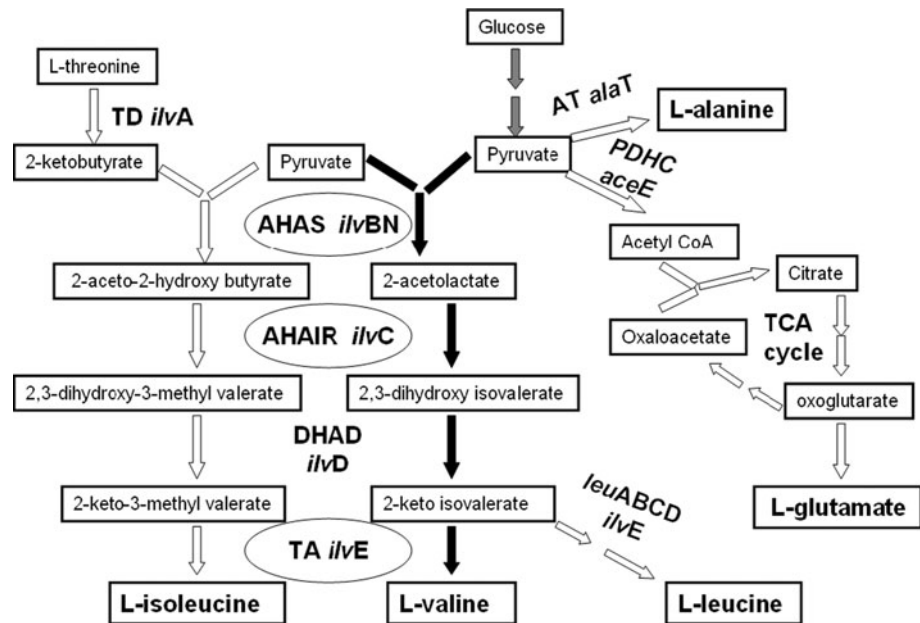 Glucose
L-threonine
AT alaT
L-alanine
TD ilvA
2-ketobutyrate
Pyruvate
Pyruvate
PDHC
aceE
AHAS ilvBN
Acetyl CoA
2-aceto-2-hydroxy butyrate
2-acetolactate
Citrate
AHAIR ilvC
Oxaloacetate
TCA
cycle
2,3-dihydroxy-3-methyl valerate
2,3-dihydroxy isovalerate
oxoglutarate
DHAD
ilvD
2-keto-3-methyl valerate
2-keto isovalerate
leuABCD
ilvE
L-glutamate
TA ilvE
L-isoleucine
L-valine
L-leucine